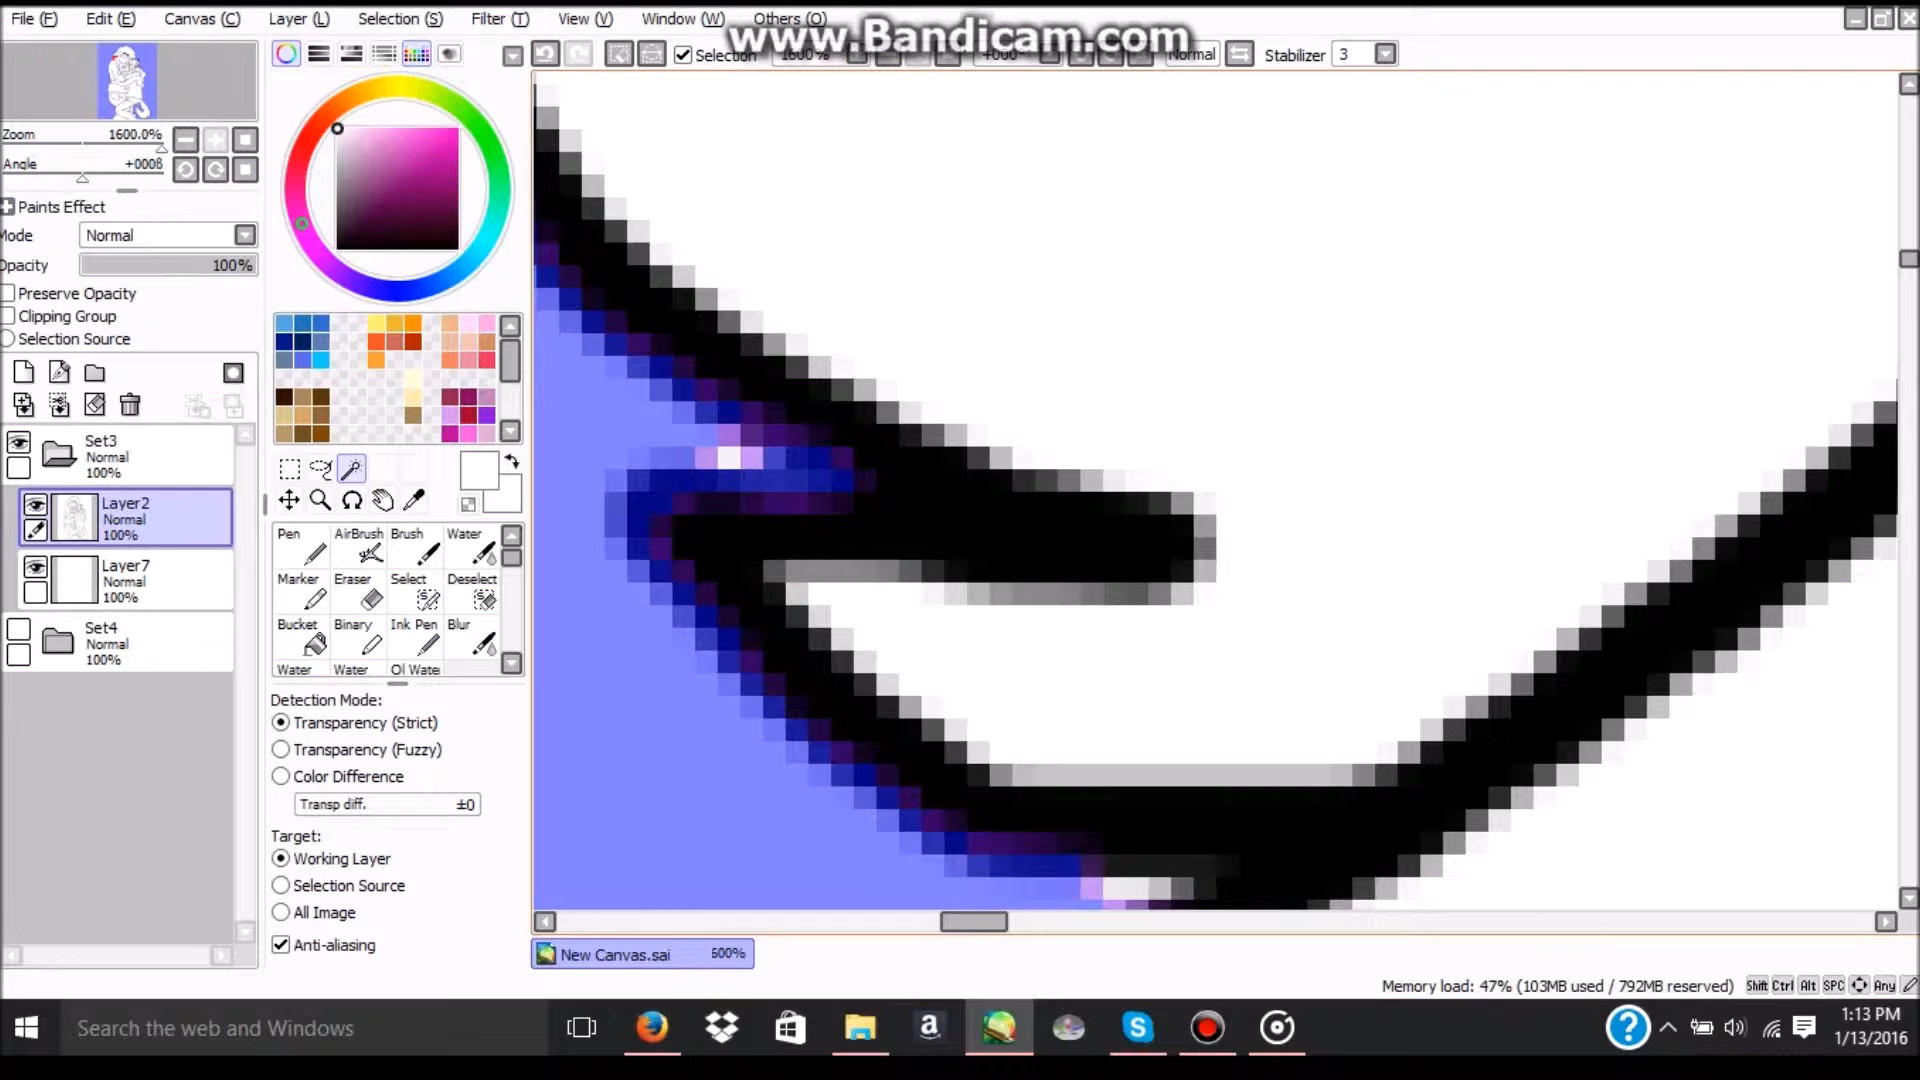 File (F) Edit (E) Canvas (C) Layer (L) Selection (S) Filter (T) View (V) Window (W) Others (O)
www.Bandicam.com
Selection 1600% +000° Normal Stabilizer 3
Zoom 1600.0%
Angle +000ß
Paints Effect
Mode Normal
Opacity 100%
Preserve Opacity
Clipping Group
Selection Source
Set3
Normal
100%
Layer2
Normal
100%
Layer7
Normal
100%
Set4
Normal
100%
Pen AirBrush Brush Water
Marker Eraser Select Deselect
Bucket Binary Ink Pen Blur
Water Water Ol Wate
Detection Mode:
Transparency (Strict)
Transparency (Fuzzy)
Color Difference
Transp diff. ±0
Target:
Working Layer
Selection Source
All Image
Anti-aliasing
New Canvas.sai 600%
Memory load: 47% (103MB used / 792MB reserved) Shift Ctrl Alt SPC Any
Search the web and Windows
1:13 PM
1/13/2016